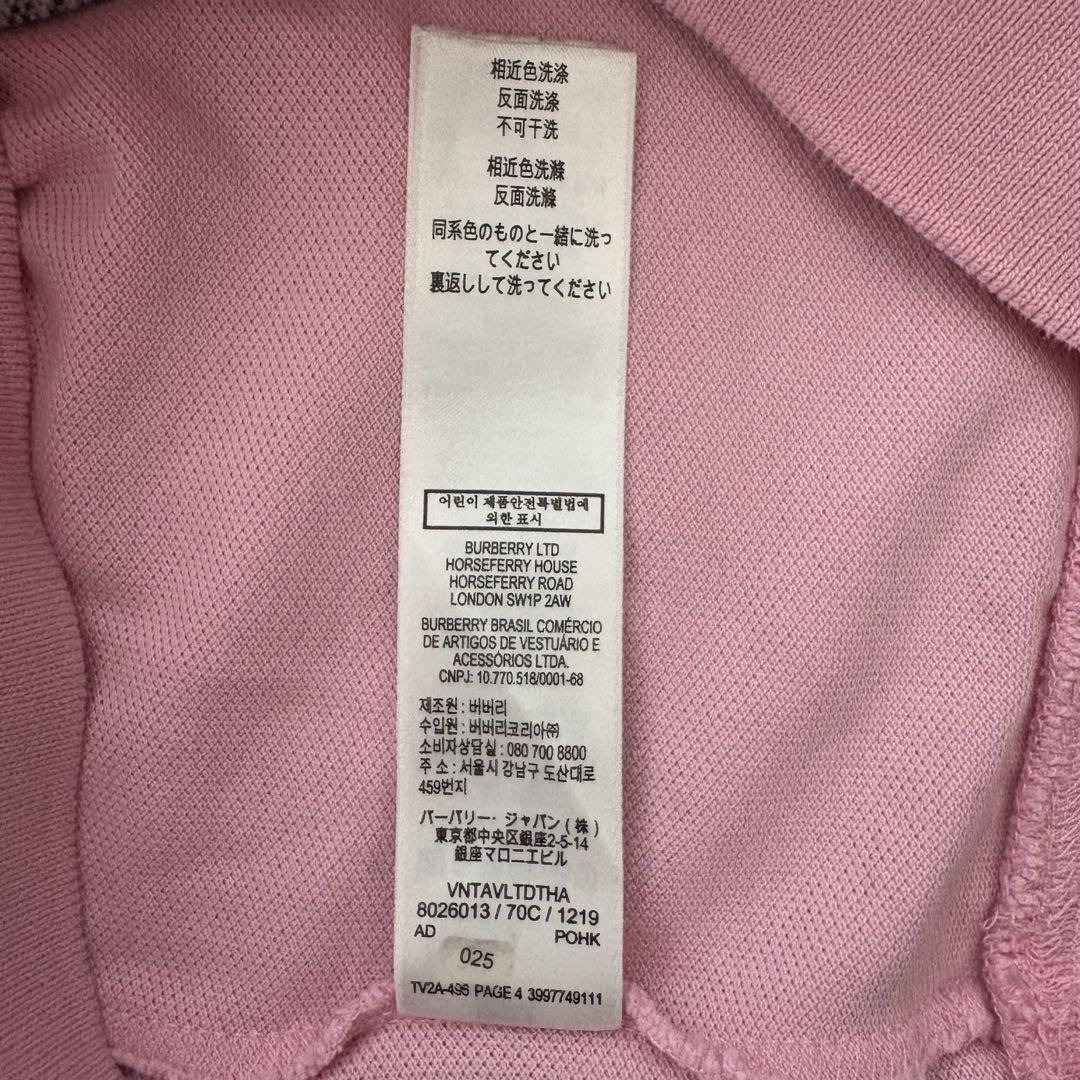 相近色洗涤
反面洗涤
不可干洗
相近色洗滌
反面洗滌
同系色のものと一緒に洗っ
てください
裏返しして洗ってください
어린이 제품안전특별법에
의한 표시
BURBERRY LTD
HORSEFERRY HOUSE
HORSEFERRY ROAD
LONDON SW1P 2AW
BURBERRY BRASIL COMÉRCIO
DE ARTIGOS DE VESTUÁRIO E
ACESSÓRIOS LTDA.
CNPJ: 10.770.518/0001-68
제조원 : 버버리
수입원 : 버버리코리아㈜
소비자상담실 : 080 700 8800
주 소 : 서울시 강남구 도산대로
459번지
バーバリー・ジャパン (株)
東京都中央区銀座2-5-14
銀座マロニエビル
VNTAVLTDTHA
8026013 / 70C / 1219
AD POHK
025
TV2A-496 PAGE 4 3997749111